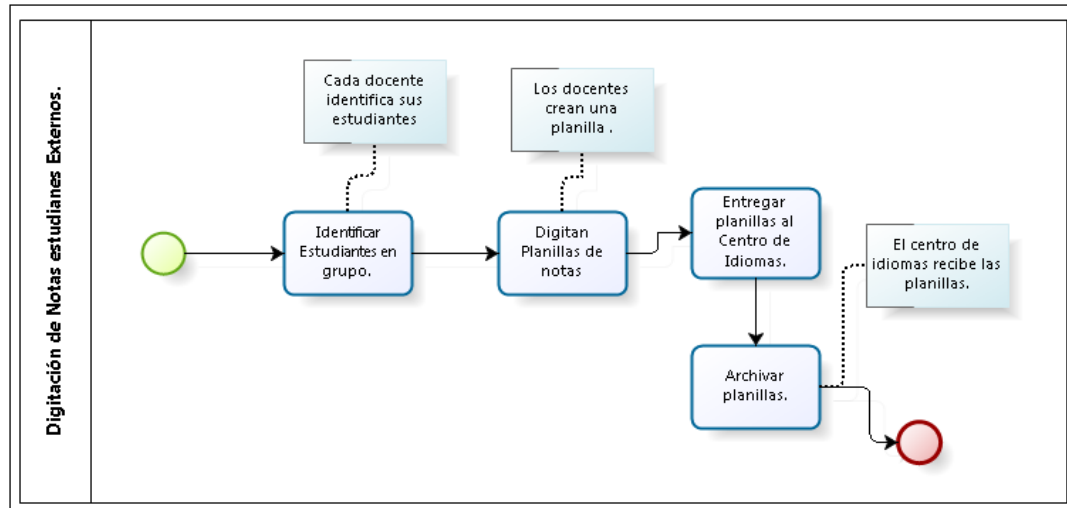 Digitación de Notas estudianes Externos.
Cada docente
identifica sus
estudiantes
Los docentes
crean una
planilla .
Identificar
Estudiantes en
grupo.
Digitan
Planillas de
notas
Entregar
planillas al
Centro de
Idiomas.
El centro de
idiomas recibe las
planillas.
Archivar
planillas.